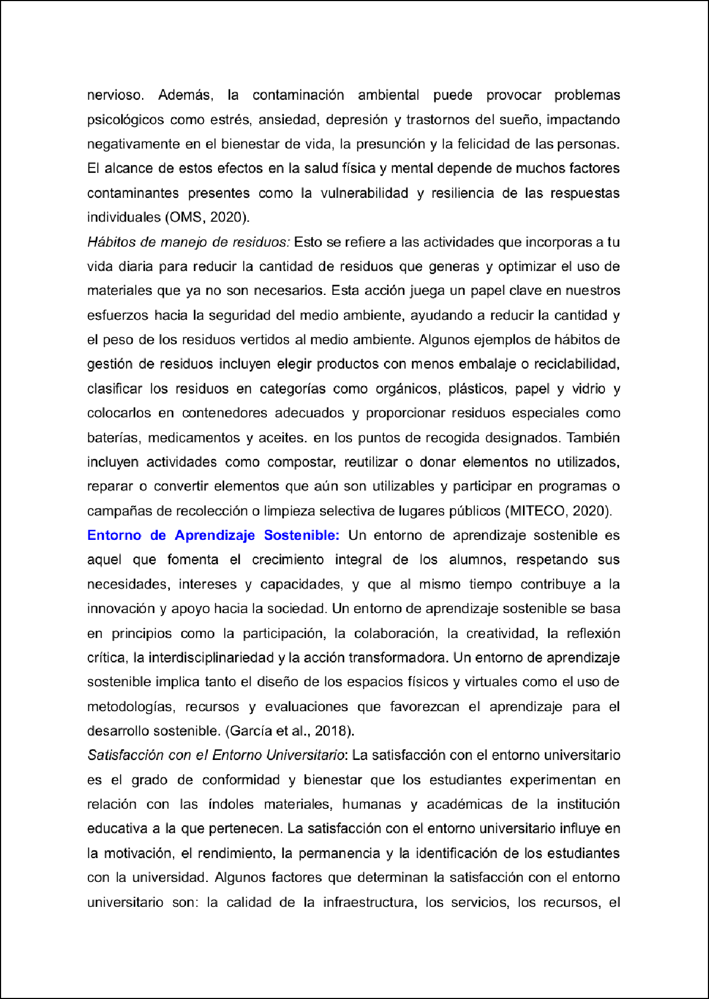 nervioso. Además, la contaminación ambiental puede provocar problemas
psicológicos como estrés, ansiedad, depresión y trastornos del sueño, impactando
negativamente en el bienestar de vida, la presunción y la felicidad de las personas.
El alcance de estos efectos en la salud física y mental depende de muchos factores
contaminantes presentes como la vulnerabilidad y resiliencia de las respuestas
individuales (OMS, 2020).
Hábitos de manejo de residuos: Esto se refiere a las actividades que incorporas a tu
vida diaria para reducir la cantidad de residuos que generas y optimizar el uso de
materiales que ya no son necesarios. Esta acción juega un papel clave en nuestros
esfuerzos hacia la seguridad del medio ambiente, ayudando a reducir la cantidad y
el peso de los residuos vertidos al medio ambiente. Algunos ejemplos de hábitos de
gestión de residuos incluyen elegir productos con menos embalaje o reciclabilidad,
clasificar los residuos en categorías como orgánicos, plásticos, papel y vidrio y
colocarlos en contenedores adecuados y proporcionar residuos especiales como
baterías, medicamentos y aceites. en los puntos de recogida designados. También
incluyen actividades como compostar, reutilizar o donar elementos no utilizados,
reparar o convertir elementos que aún son utilizables y participar en programas o
campañas de recolección o limpieza selectiva de lugares públicos (MITECO, 2020).
Entorno de Aprendizaje Sostenible: Un entorno de aprendizaje sostenible es
aquel que fomenta el crecimiento integral de los alumnos, respetando sus
necesidades, intereses y capacidades, y que al mismo tiempo contribuye a la
innovación y apoyo hacia la sociedad. Un entorno de aprendizaje sostenible se basa
en principios como la participación, la colaboración, la creatividad, la reflexión
crítica, la interdisciplinariedad y la acción transformadora. Un entorno de aprendizaje
sostenible implica tanto el diseño de los espacios físicos y virtuales como el uso de
metodologías, recursos y evaluaciones que favorezcan el aprendizaje para el
desarrollo sostenible. (García et al., 2018).
Satisfacción con el Entorno Universitario: La satisfacción con el entorno universitario
es el grado de conformidad y bienestar que los estudiantes experimentan en
relación con las índoles materiales, humanas y académicas de la institución
educativa a la que pertenecen. La satisfacción con el entorno universitario influye en
la motivación, el rendimiento, la permanencia y la identificación de los estudiantes
con la universidad. Algunos factores que determinan la satisfacción con el entorno
universitario son: la calidad de la infraestructura, los servicios, los recursos, el